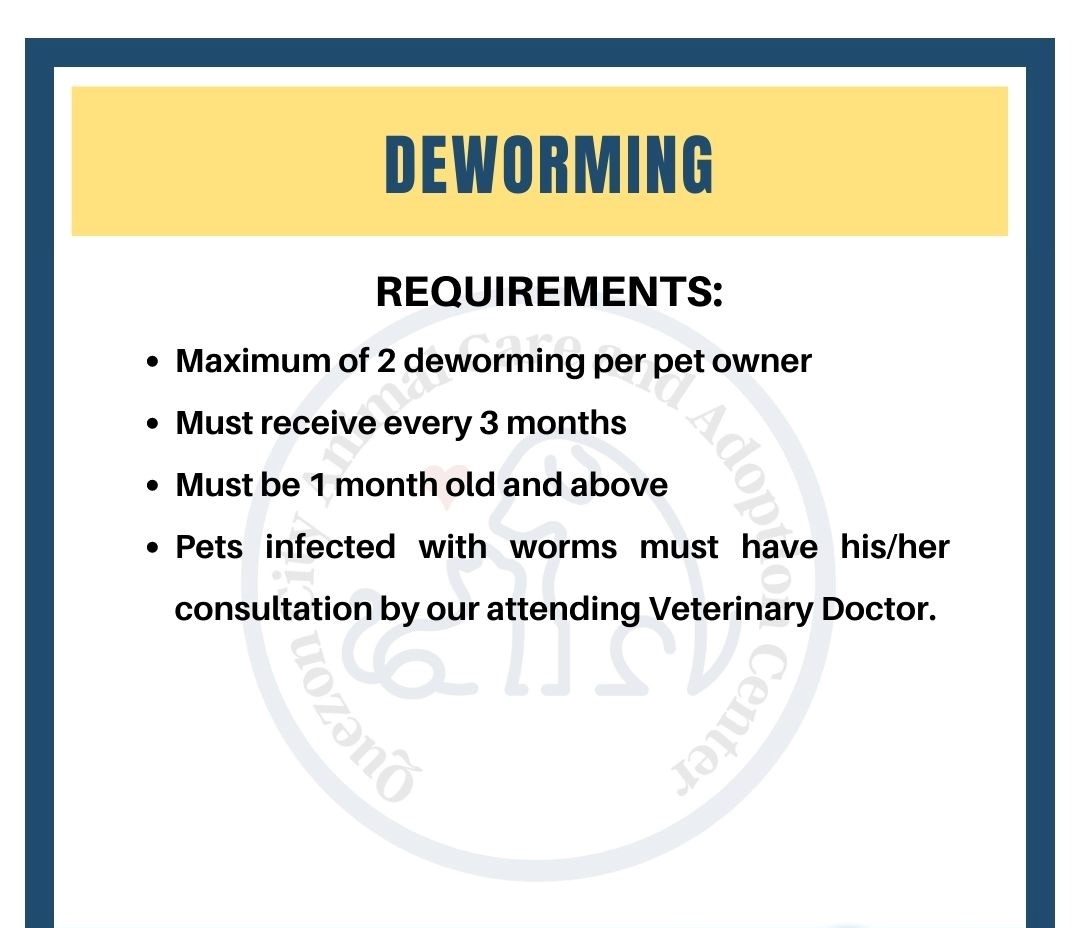 DEWORMING
REQUIREMENTS:
• Maximum of 2 deworming per pet owner
• Must receive every 3 months
• Must be 1 month old and above
• Pets infected with worms must have his/her
consultation by our attending Veterinary Doctor.
Quezon City Animal Care and Adoption Center